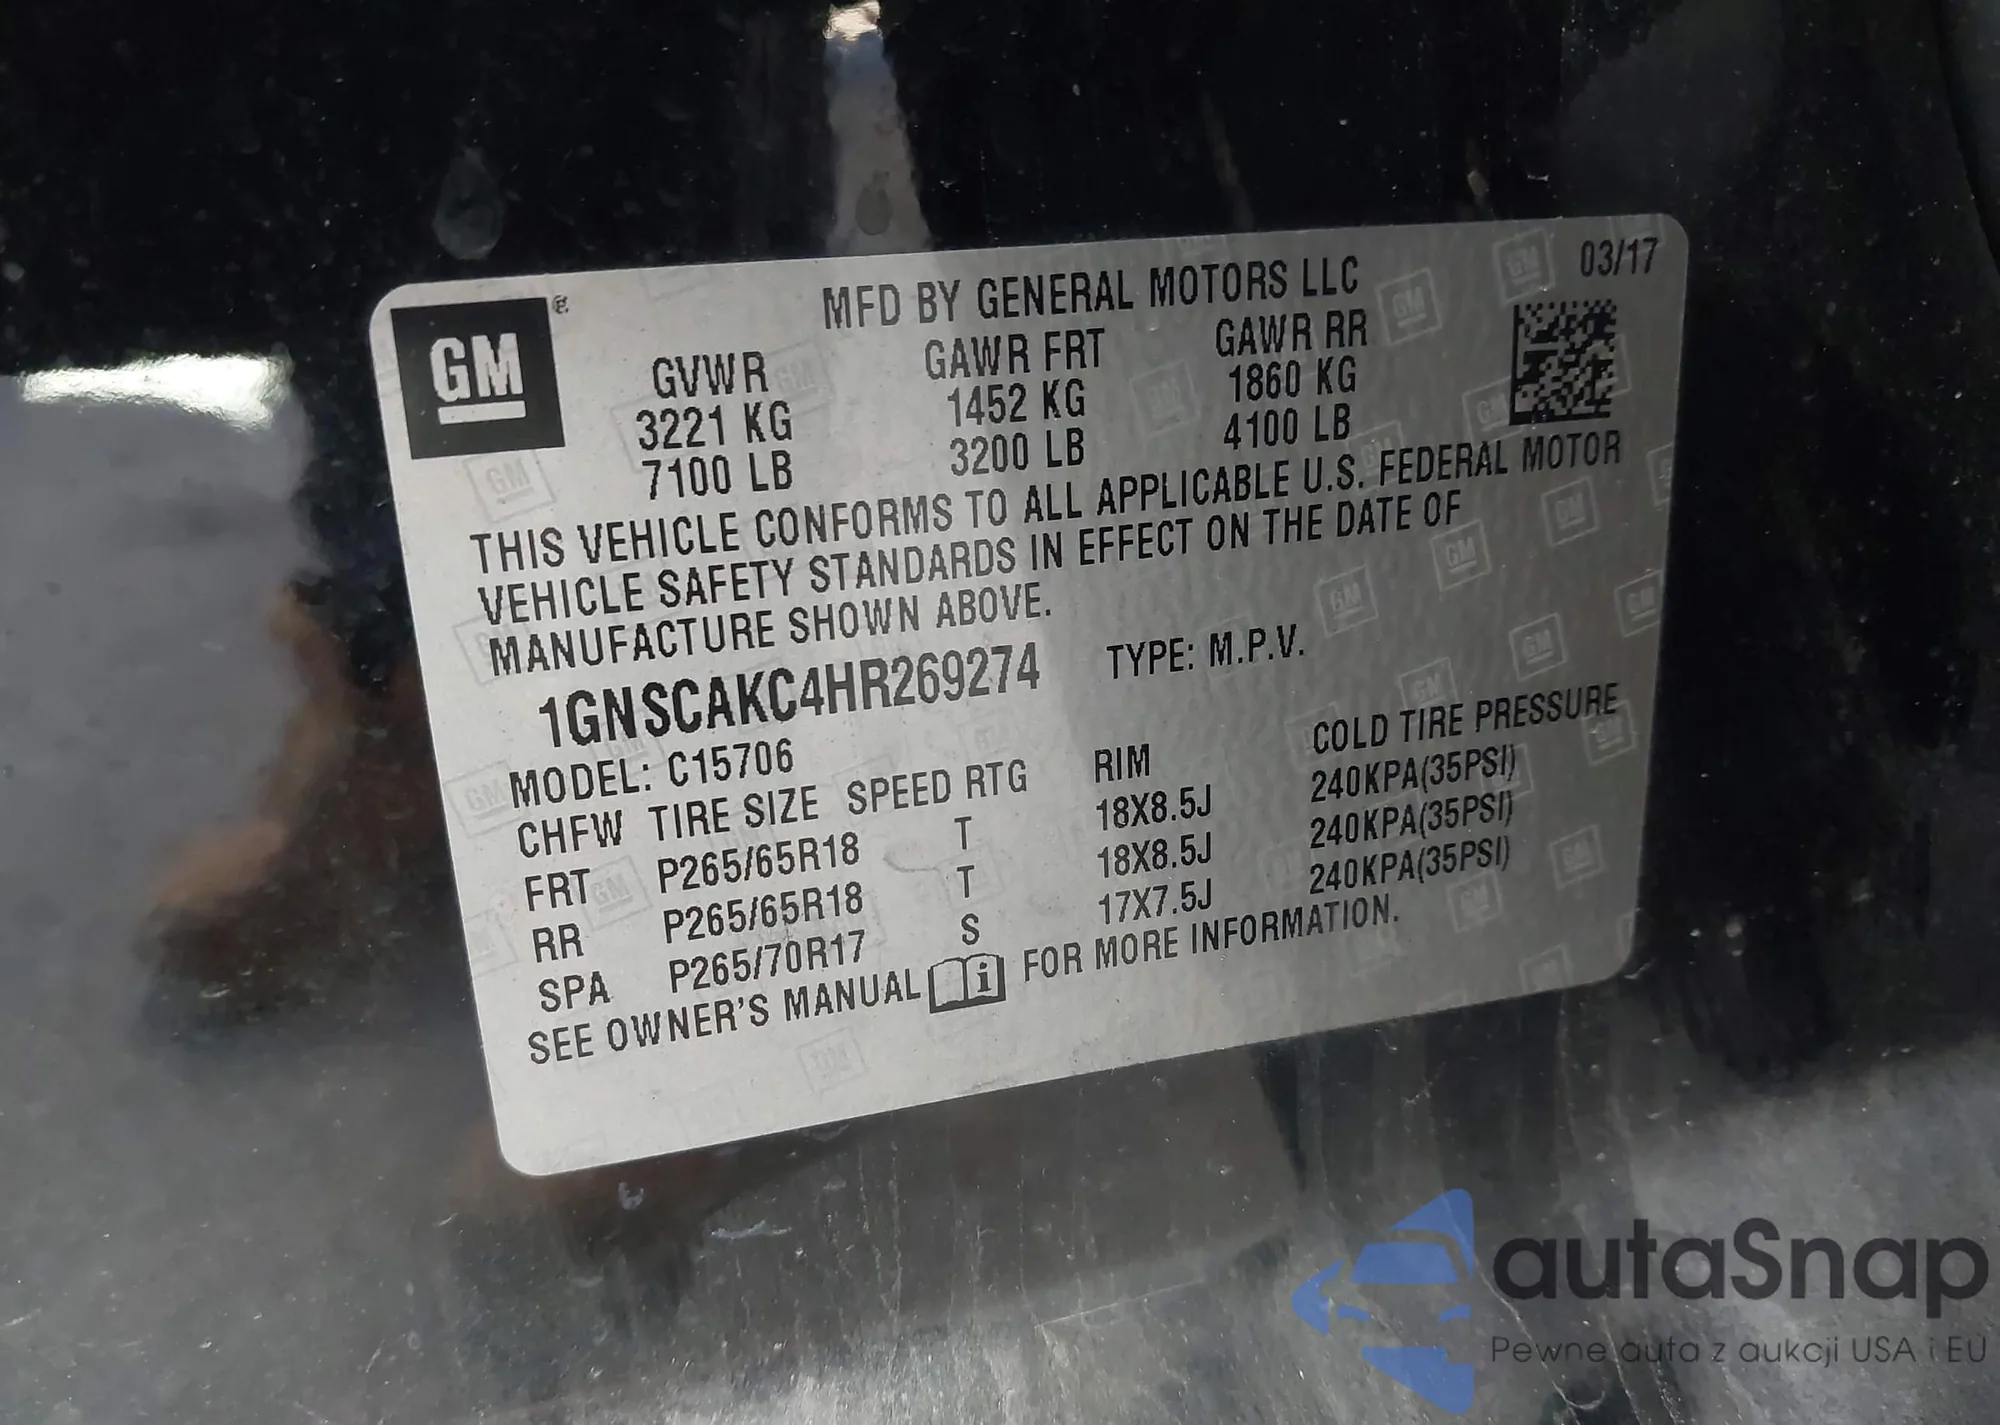 GM ®
MFD BY GENERAL MOTORS LLC 03/17
GVWR GAWR FRT GAWR RR
3221 KG 1452 KG 1860 KG
7100 LB 3200 LB 4100 LB
THIS VEHICLE CONFORMS TO ALL APPLICABLE U.S. FEDERAL MOTOR
VEHICLE SAFETY STANDARDS IN EFFECT ON THE DATE OF
MANUFACTURE SHOWN ABOVE.
1GNSCAKC4HR269274 TYPE: M.P.V.
MODEL: C15706
CHFW TIRE SIZE SPEED RTG RIM COLD TIRE PRESSURE
FRT P265/65R18 T 18X8.5J 240KPA(35PSI)
RR P265/65R18 T 18X8.5J 240KPA(35PSI)
SPA P265/70R17 S 17X7.5J 240KPA(35PSI)
SEE OWNER'S MANUAL i FOR MORE INFORMATION.
autaSnap
Pewne auta z aukcji USA i EU